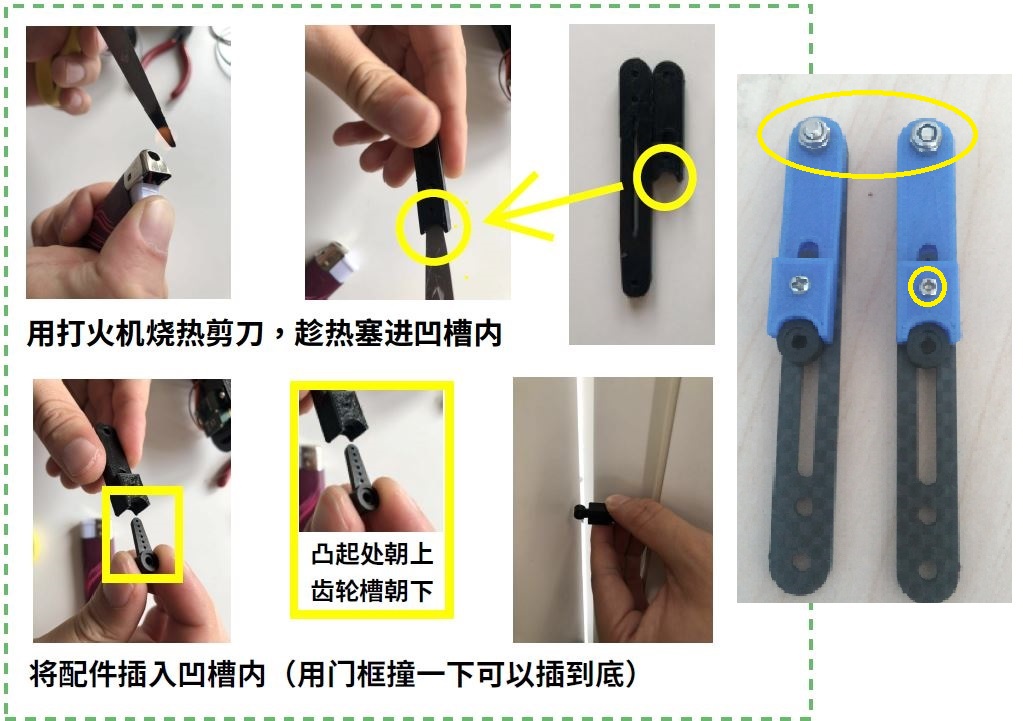 用打火机烧热剪刀，趁热塞进凹槽内
凸起处朝上
齿轮槽朝下
将配件插入凹槽内（用门框撞一下可以插到底）